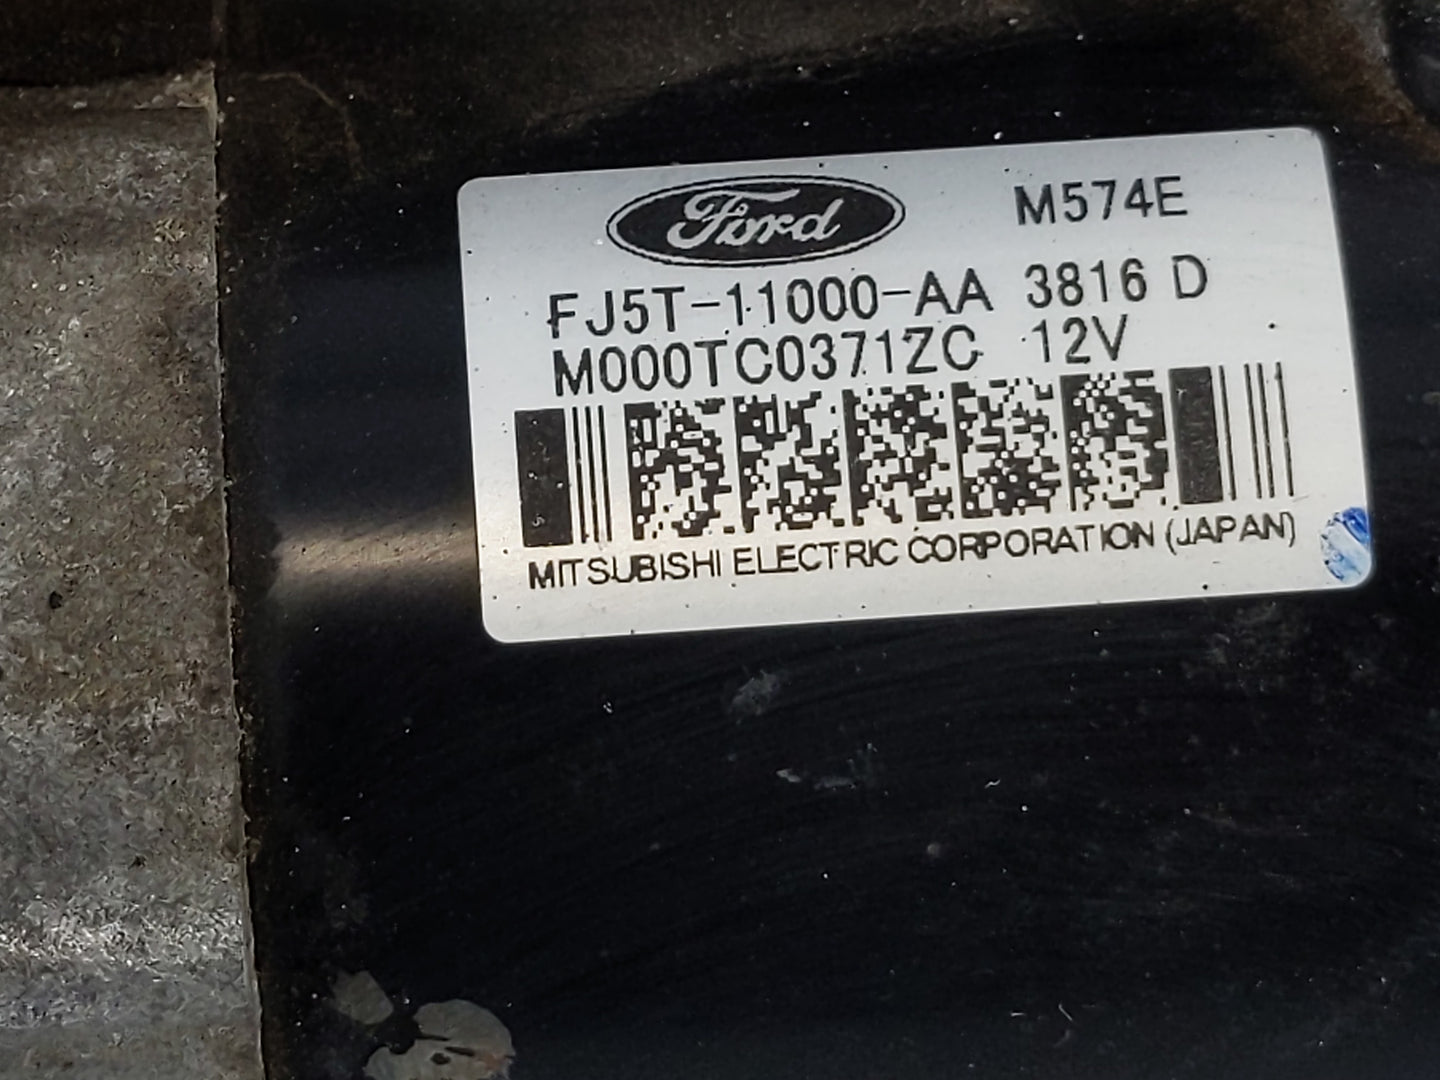 Ford M574E
FJ5T-11000-AA 3816 D
M000TC0371ZC 12V
MITSUBISHI ELECTRIC CORPORATION (JAPAN)